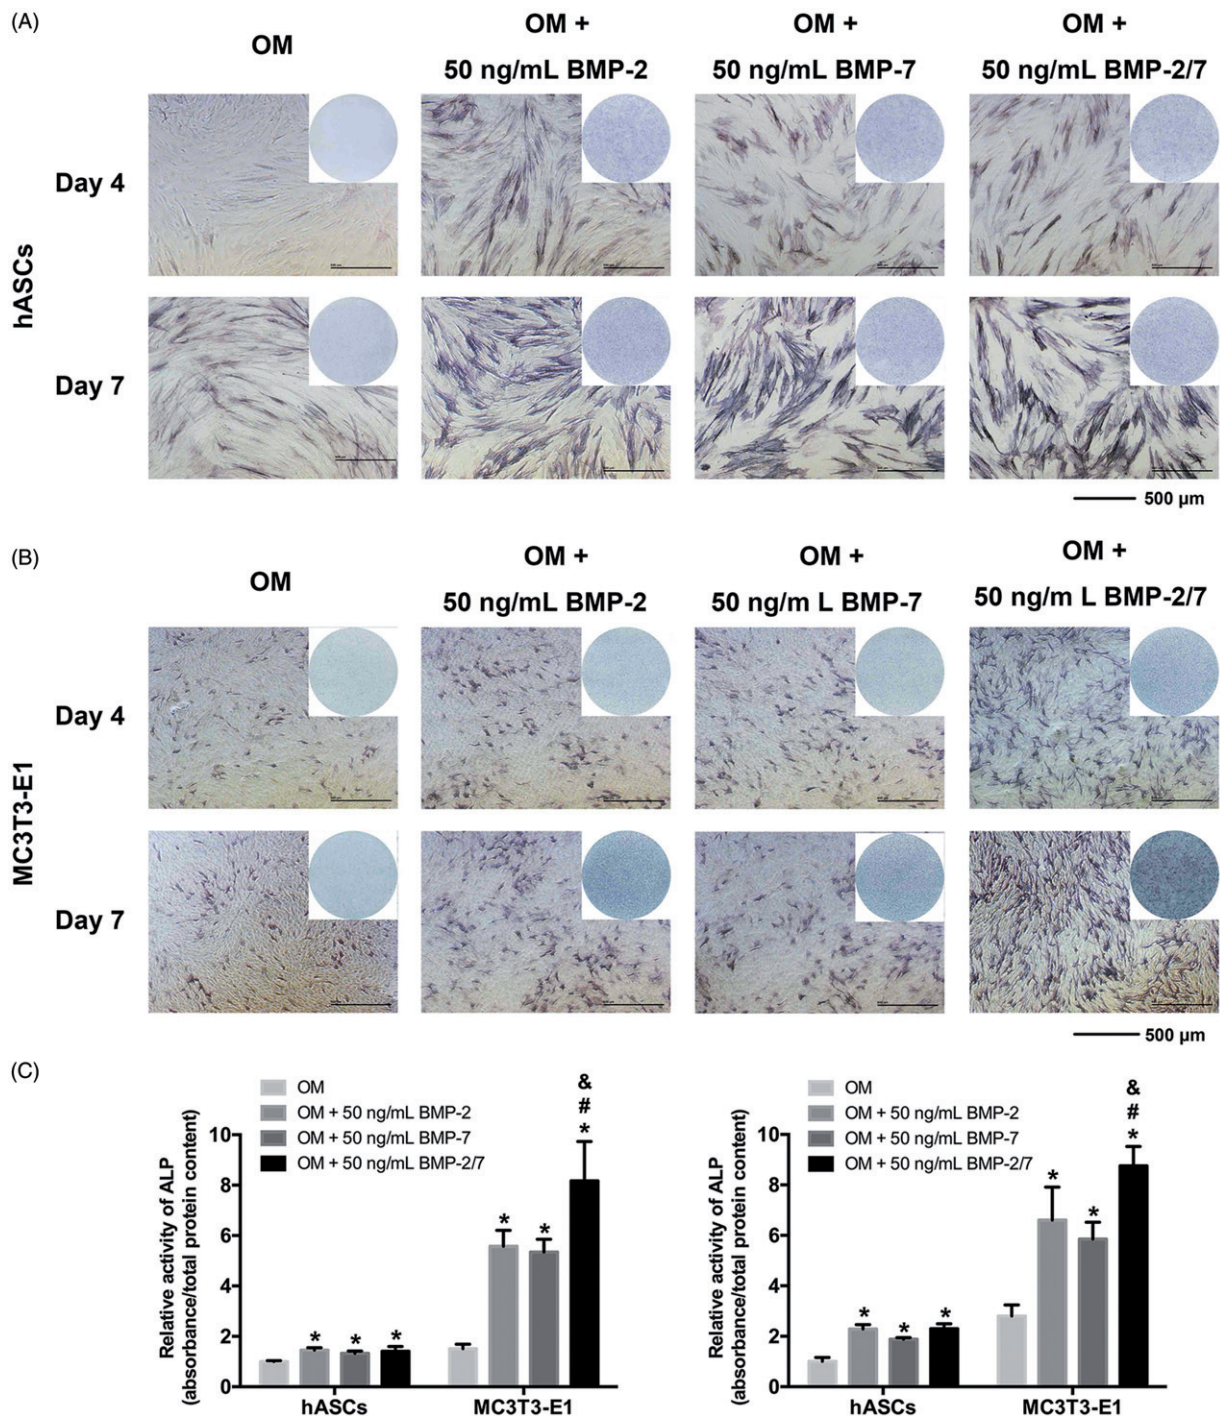 (A)
OM
OM +
50 ng/mL BMP-2
OM +
50 ng/mL BMP-7
OM +
50 ng/mL BMP-2/7
hASCs
Day 4
Day 7
500 µm
(B)
OM
OM +
50 ng/mL BMP-2
OM +
50 ng/m L BMP-7
OM +
50 ng/m L BMP-2/7
MC3T3-E1
Day 4
Day 7
500 µm
(C)
Relative activity of ALP
(absorbance/total protein content)
OM
OM + 50 ng/mL BMP-2
OM + 50 ng/mL BMP-7
OM + 50 ng/mL BMP-2/7
10
8
6
4
2
0
* * *
* *
&
#
*
hASCs
MC3T3-E1
Relative activity of ALP
(absorbance/total protein content)
OM
OM + 50 ng/mL BMP-2
OM + 50 ng/mL BMP-7
OM + 50 ng/mL BMP-2/7
10
8
6
4
2
0
* * *
* *
&
#
*
hASCs
MC3T3-E1